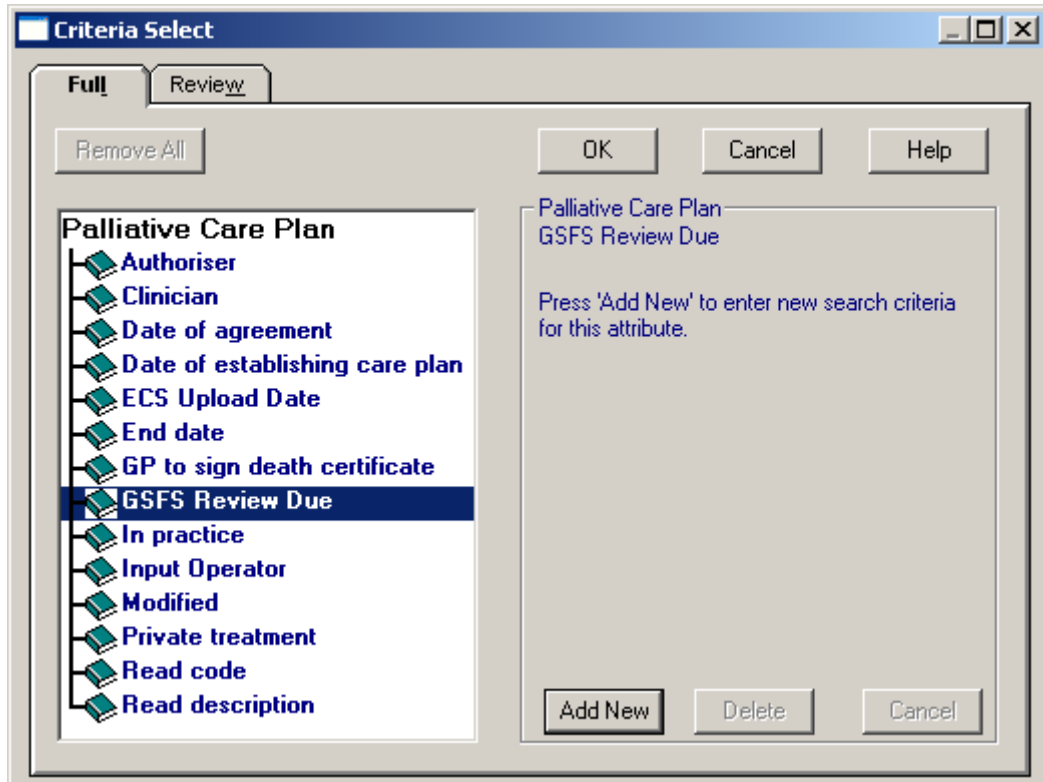 Criteria Select
Full
Review
Remove All
OK
Cancel
Help
Palliative Care Plan
Authoriser
Clinician
Date of agreement
Date of establishing care plan
ECS Upload Date
End date
GP to sign death certificate
GSFS Review Due
In practice
Input Operator
Modified
Private treatment
Read code
Read description
Palliative Care Plan
GSFS Review Due
Press 'Add New' to enter new search criteria
for this attribute.
Add New
Delete
Cancel